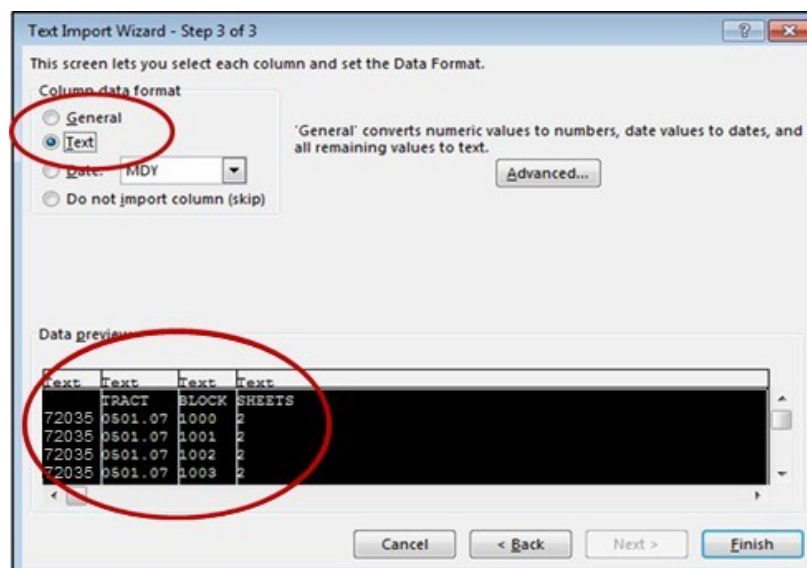 Text Import Wizard - Step 3 of 3
This screen lets you select each column and set the Data Format.
Column data format
General
Text
Date: MDY
Do not import column (skip)
'General' converts numeric values to numbers, date values to dates, and
all remaining values to text.
Advanced...
Data preview
Text Text Text Text
TRACT BLOCK SHEETS
72035 0501.07 1000 2
72035 0501.07 1001 2
72035 0501.07 1002 2
72035 0501.07 1003 2
Cancel < Back Next > Finish